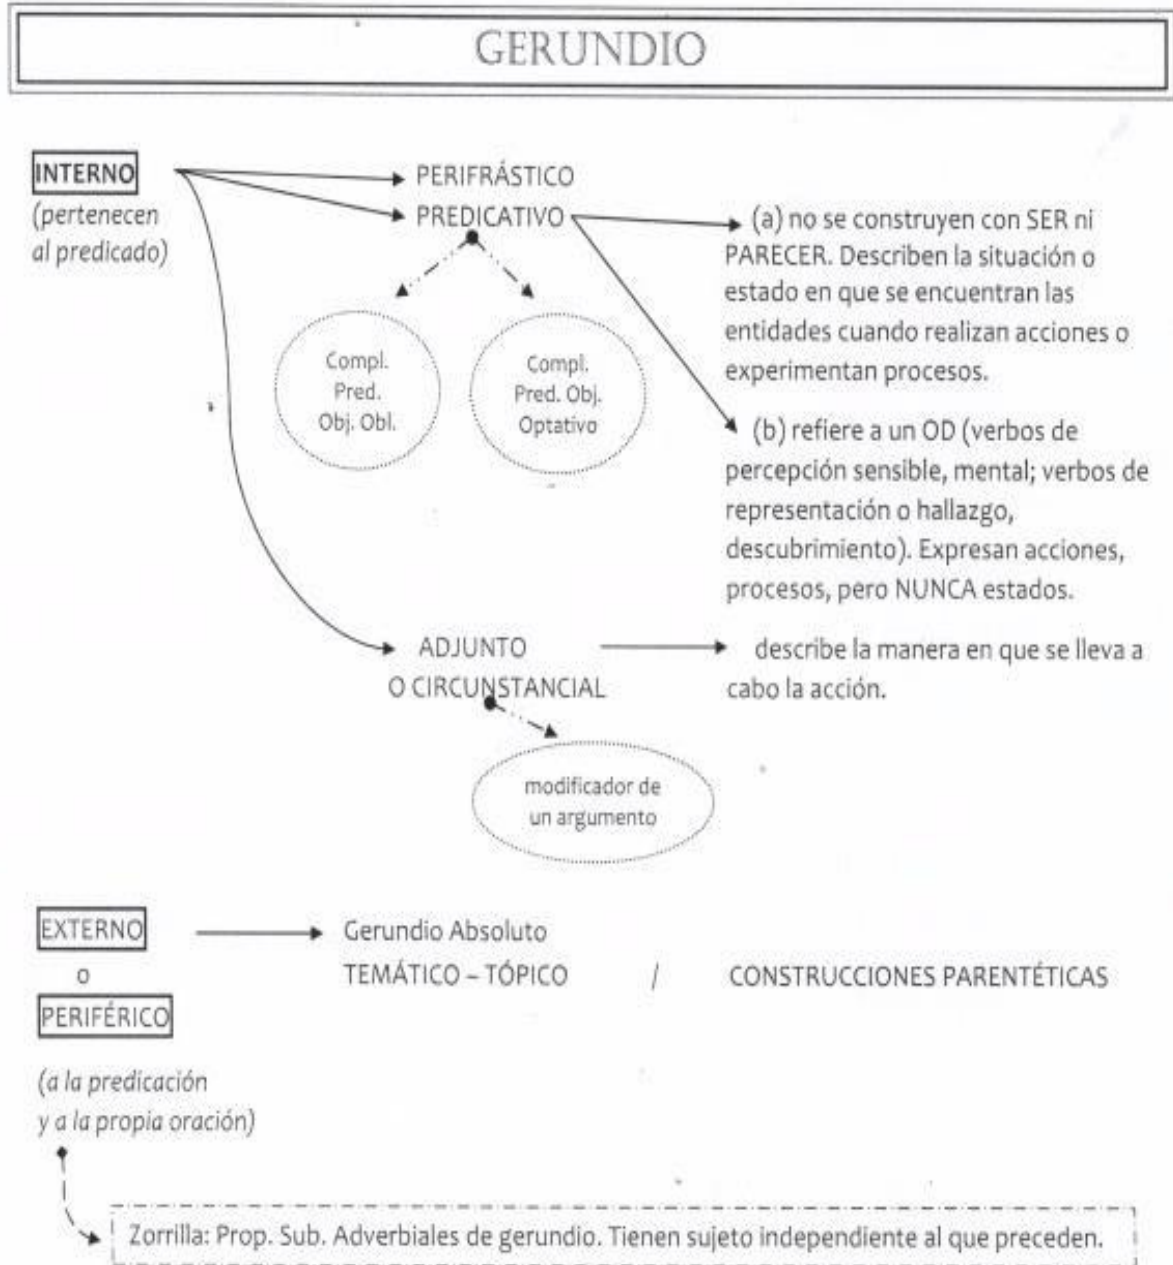 GERUNDIO
INTERNO
(pertenecen
al predicado)
PERIFRÁSTICO
PREDICATIVO
(a) no se construyen con SER ni
PARECER. Describen la situación o
estado en que se encuentran las
entidades cuando realizan acciones o
experimentan procesos.
Compl.
Pred.
Obj. Obl.
Compl.
Pred. Obj.
Optativo
(b) refiere a un OD (verbos de
percepción sensible, mental; verbos de
representación o hallazgo,
descubrimiento). Expresan acciones,
procesos, pero NUNCA estados.
ADJUNTO
O CIRCUNSTANCIAL
describe la manera en que se lleva a
cabo la acción.
modificador de
un argumento
EXTERNO
o
PERIFÉRICO
Gerundio Absoluto
TEMÁTICO – TÓPICO / CONSTRUCCIONES PARENTÉTICAS
(a la predicación
y a la propia oración)
Zorrilla: Prop. Sub. Adverbiales de gerundio. Tienen sujeto independiente al que preceden.